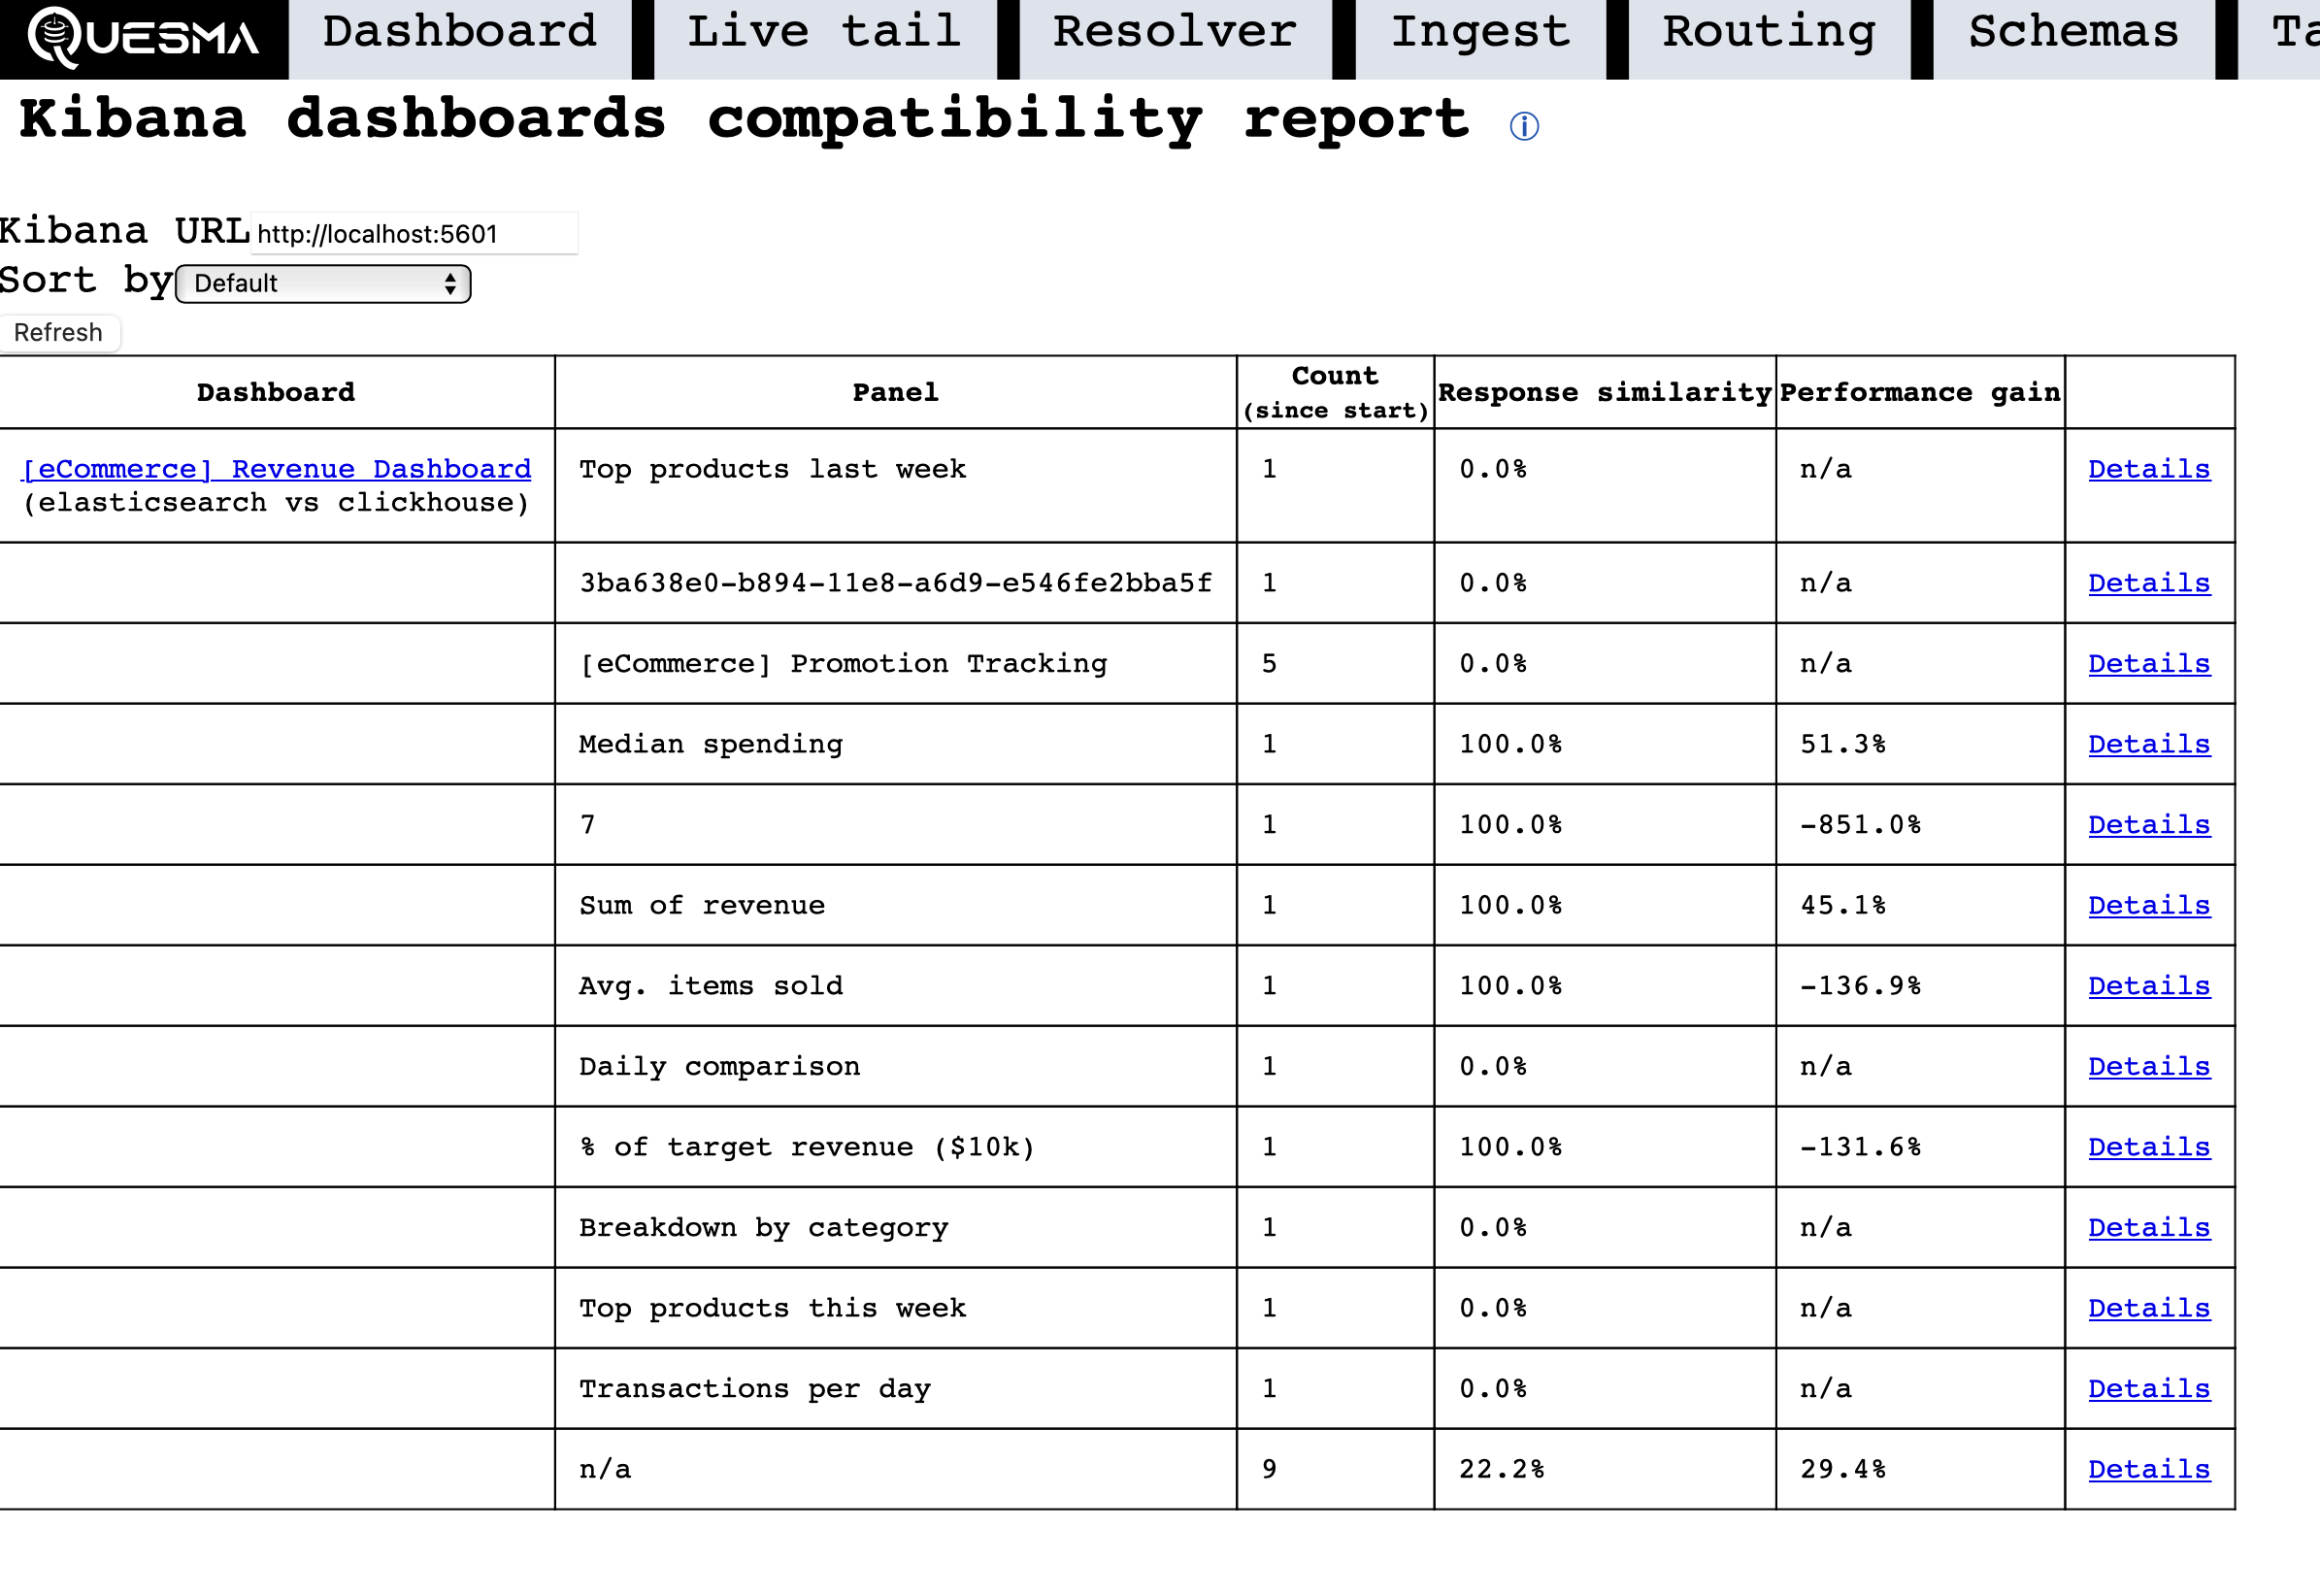 QUESMA Dashboard Live tail Resolver Ingest Routing Schemas
Kibana dashboards compatibility report ⓘ
Kibana URL http://localhost:5601
Sort by Default
Refresh
Dashboard Panel Count (since start) Response similarity Performance gain
[eCommerce] Revenue Dashboard Top products last week 1 0.0% n/a Details
(elasticsearch vs clickhouse)
3ba638e0-b894-11e8-a6d9-e546fe2bba5f 1 0.0% n/a Details
[eCommerce] Promotion Tracking 5 0.0% n/a Details
Median spending 1 100.0% 51.3% Details
7 1 100.0% -851.0% Details
Sum of revenue 1 100.0% 45.1% Details
Avg. items sold 1 100.0% -136.9% Details
Daily comparison 1 0.0% n/a Details
% of target revenue ($10k) 1 100.0% -131.6% Details
Breakdown by category 1 0.0% n/a Details
Top products this week 1 0.0% n/a Details
Transactions per day 1 0.0% n/a Details
n/a 9 22.2% 29.4% Details